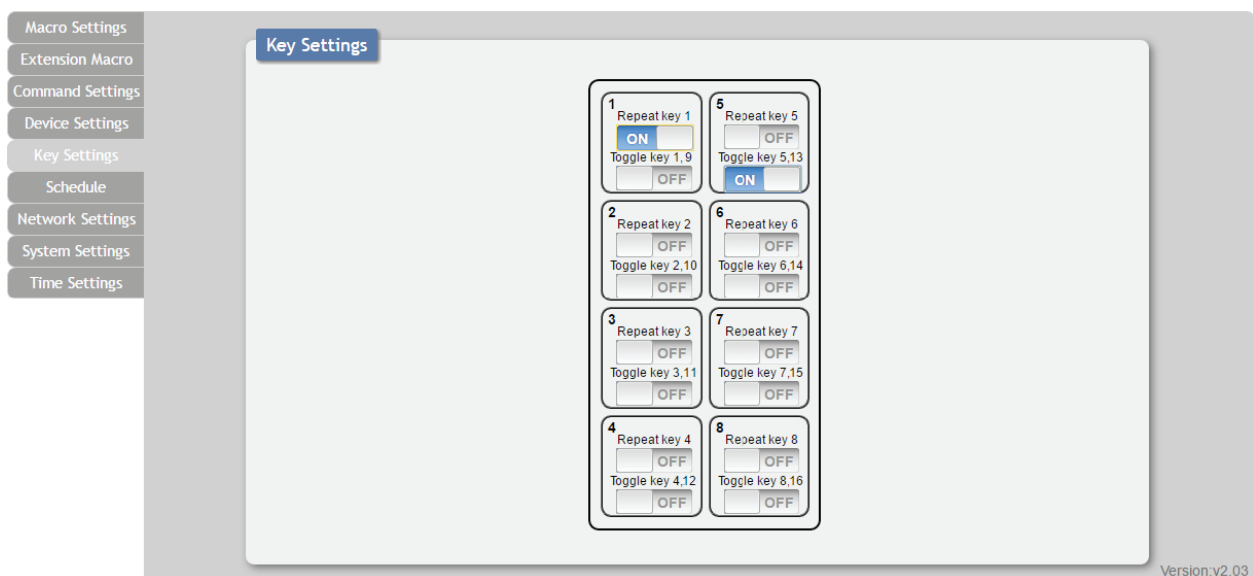 Macro Settings
Extension Macro
Command Settings
Device Settings
Key Settings
Schedule
Network Settings
System Settings
Time Settings
Key Settings
1
Repeat key 1
ON
Toggle key 1,9
OFF
5
Repeat key 5
OFF
Toggle key 5,13
ON
2
Repeat key 2
OFF
Toggle key 2,10
OFF
6
Repeat key 6
OFF
Toggle key 6,14
OFF
3
Repeat key 3
OFF
Toggle key 3,11
OFF
7
Repeat key 7
OFF
Toggle key 7,15
OFF
4
Repeat key 4
OFF
Toggle key 4,12
OFF
8
Repeat key 8
OFF
Toggle key 8,16
OFF
Version:v2.03